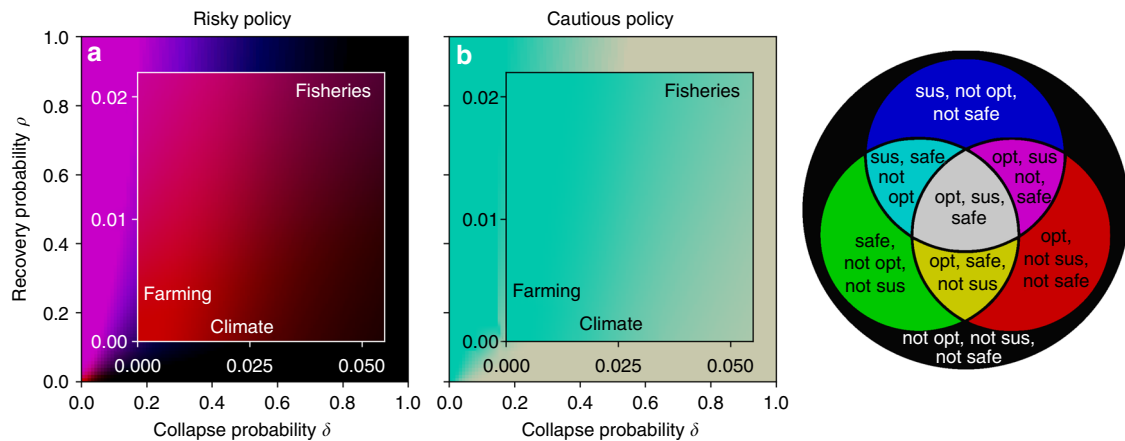 Risky policy
a
Recovery probability ρ
1.0
0.8
0.6
0.4
0.2
0.0
0.0
0.2
0.4
0.6
0.8
1.0
Collapse probability δ
0.02
0.01
0.00
0.000
0.025
0.050
Fisheries
Farming
Climate
Cautious policy
b
0.0
0.2
0.4
0.6
0.8
1.0
Collapse probability δ
0.02
0.01
0.00
0.000
0.025
0.050
Fisheries
Farming
Climate
sus, not opt,
not safe
sus, safe
not
opt
opt, sus
not,
safe
opt, sus,
safe
safe,
not opt,
not sus
opt, safe,
not sus
opt,
not sus,
not safe
not opt, not sus,
not safe